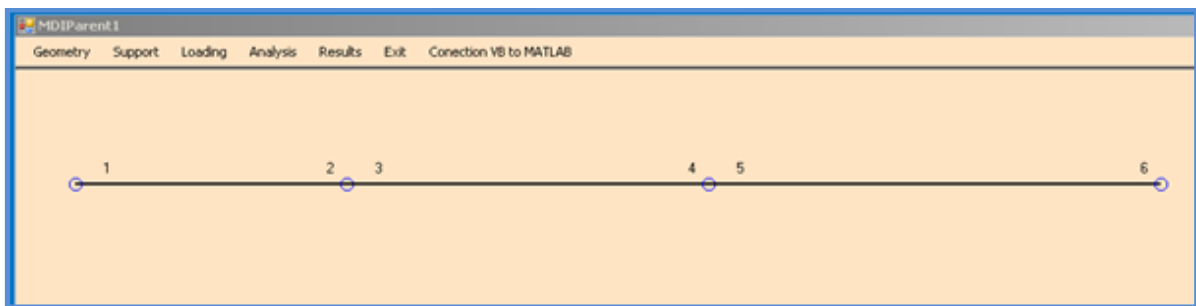 MDIParent1
Geometry Support Loading Analysis Results Exit Conection VB to MATLAB
1 2 3 4 5 6